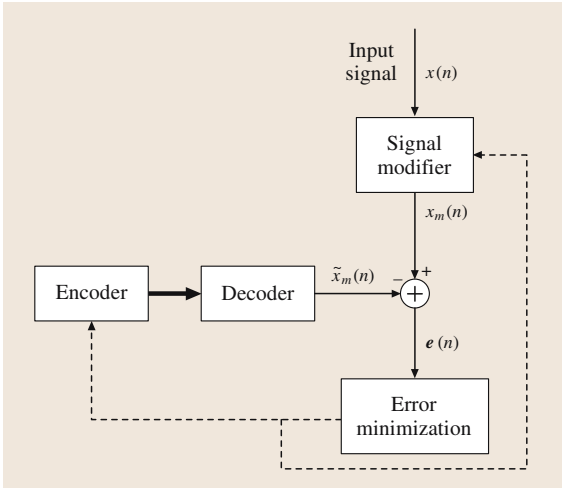 Input
signal
x(n)
Signal
modifier
x_m(n)
Encoder
Decoder
x̃_m(n)
−
+
+
e(n)
Error
minimization